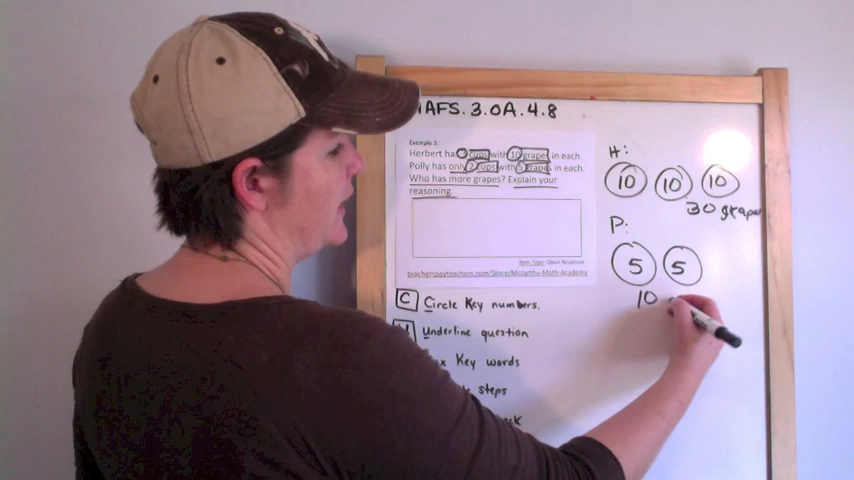 MAFS.3.OA.4.8
Example 3:
Herbert has 3 cups with 10 grapes in each.
Polly has only 2 cups with 5 grapes in each.
Who has more grapes? Explain your
reasoning.
Item Type: Open Response
teacherspayteachers.com/Store/Mccarthy-Math-Academy
C Circle Key numbers.
U Underline question
Key words
steps
H:
10 10 10
30 grapes
P:
5 5
10